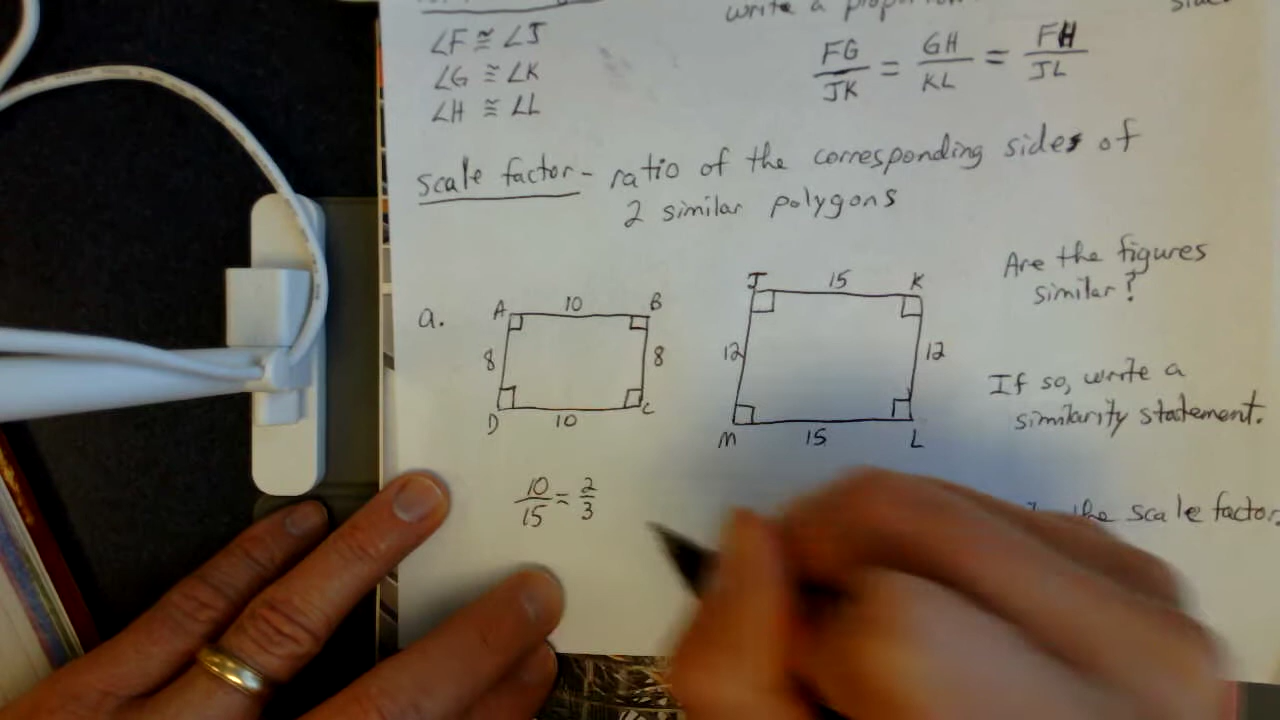 write a
∠F ≅ ∠J
∠G ≅ ∠K
∠H ≅ ∠L
FG/JK = GH/KL = FH/JL
scale factor - ratio of the corresponding sides of
2 similar polygons
a.
A 10 B
8 8
D 10 C
J 15 K
12 12
M 15 L
Are the figures
similar?
If so, write a
similarity statement.
the scale factor.
10/15 = 2/3